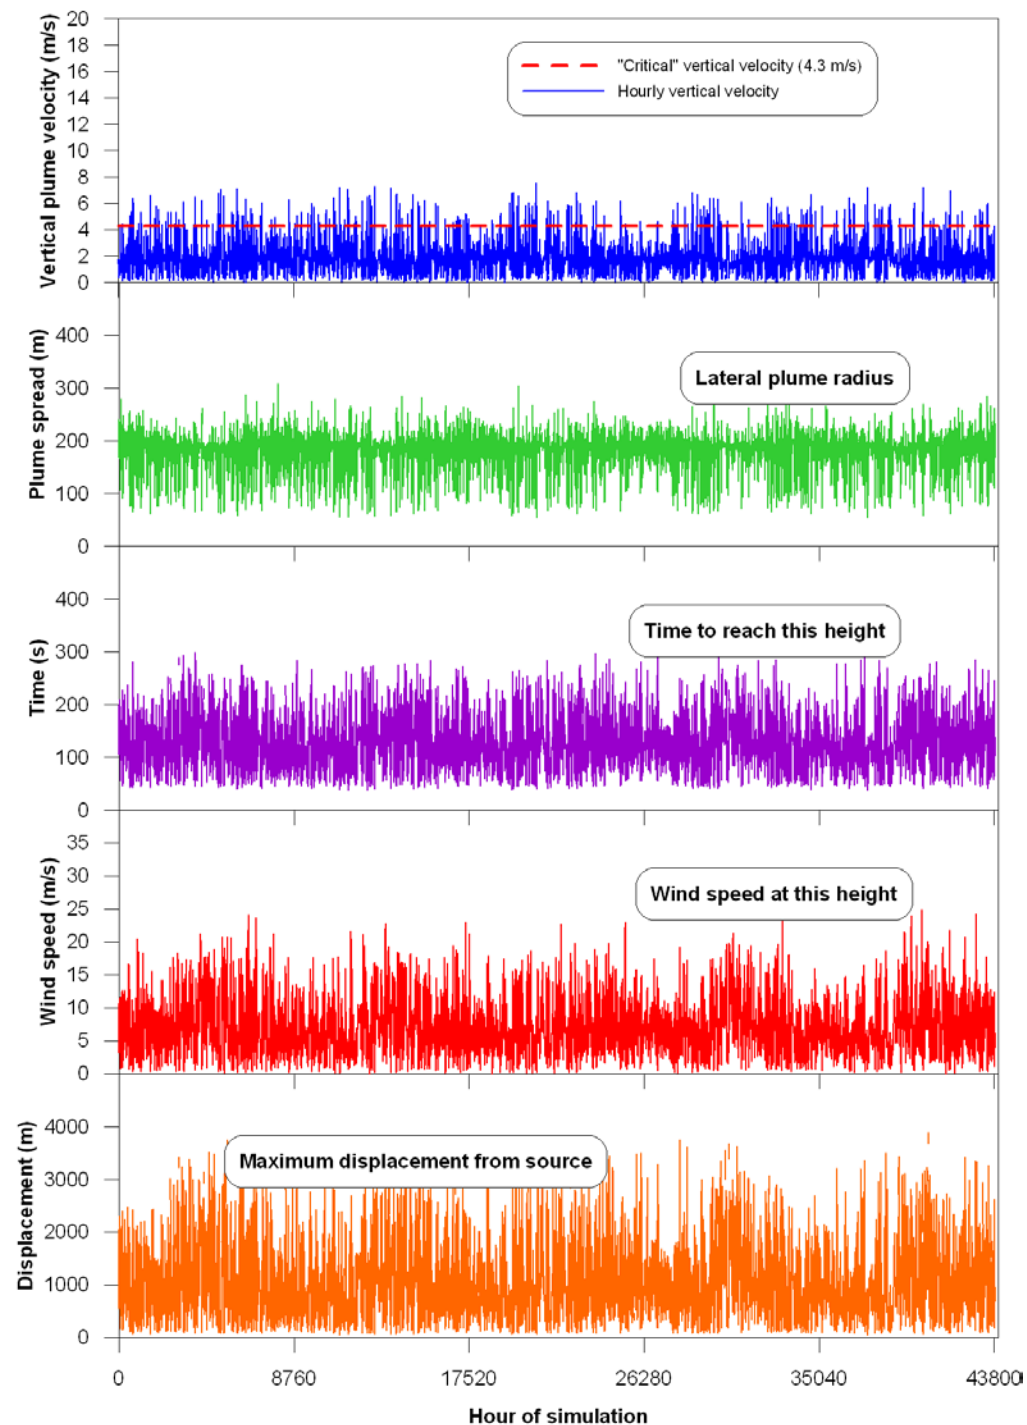 Vertical plume velocity (m/s)
20
18
16
14
12
10
8
6
4
2
0
"Critical" vertical velocity (4.3 m/s)
Hourly vertical velocity
Plume spread (m)
400
300
200
100
0
Lateral plume radius
Time (s)
400
300
200
100
0
Time to reach this height
Wind speed (m/s)
35
30
25
20
15
10
5
0
Wind speed at this height
Displacement (m)
4000
3000
2000
1000
0
Maximum displacement from source
0 8760 17520 26280 35040 43800
Hour of simulation